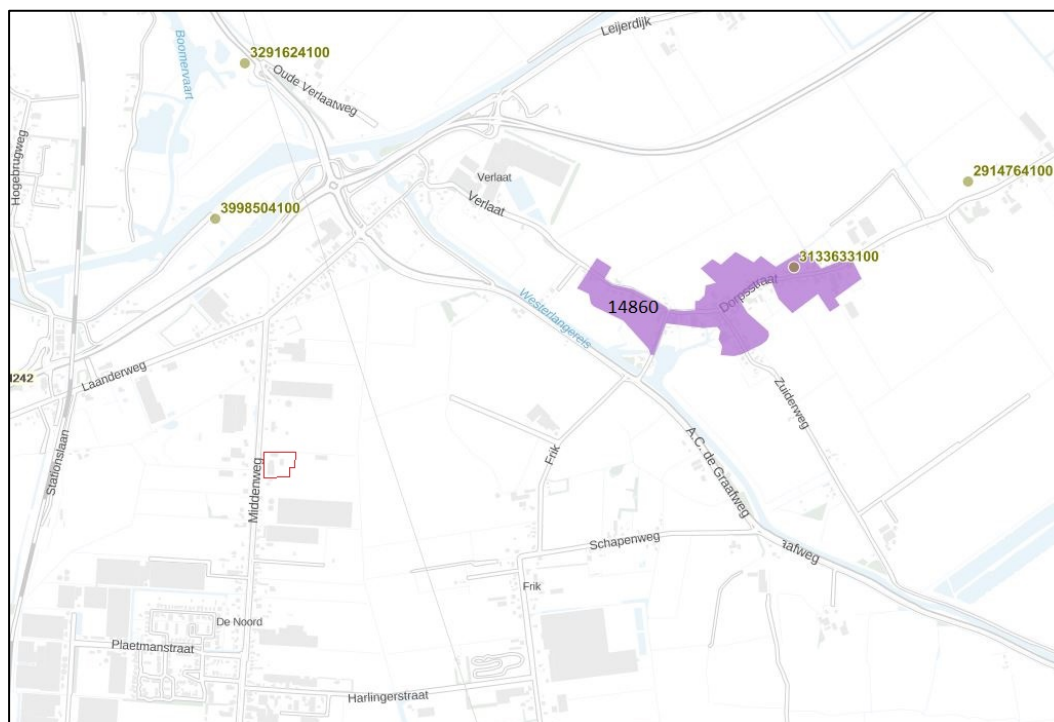 Boomervaart
3291624100
Oude Verlaatweg
Leijerdijk
Hogebrugweg
Verlaat
Verlaat
2914764100
3998504100
3133633100
Dorpsstraat
14860
Westerlangereis
Laanderweg
Zuiderweg
Stationslaan
Middenweg
Frik
A.C. de Graafweg
Schapenweg
aafweg
Frik
De Noord
Plaetmanstraat
Harlingerstraat